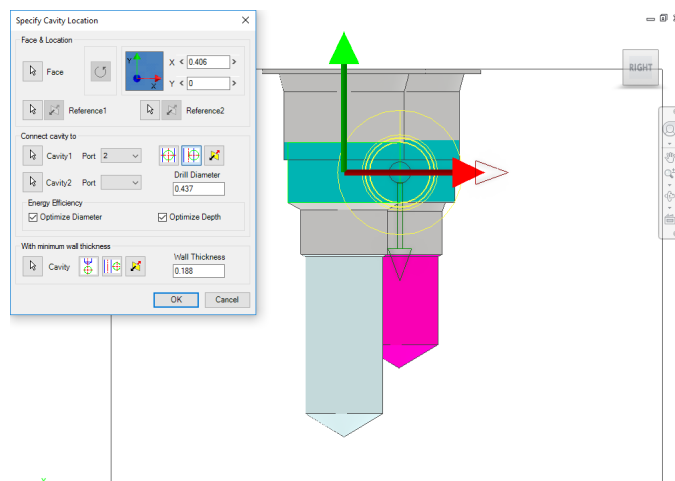 Specify Cavity Location
Face & Location
Face
Y
X
X < 0.406 >
Y < 0 >
Reference1
Reference2
Connect cavity to
Cavity1 Port 2
Drill Diameter
Cavity2 Port
0.437
Energy Efficiency
Optimize Diameter
Optimize Depth
With minimum wall thickness
Wall Thickness
Cavity
0.188
OK
Cancel
RIGHT
Y